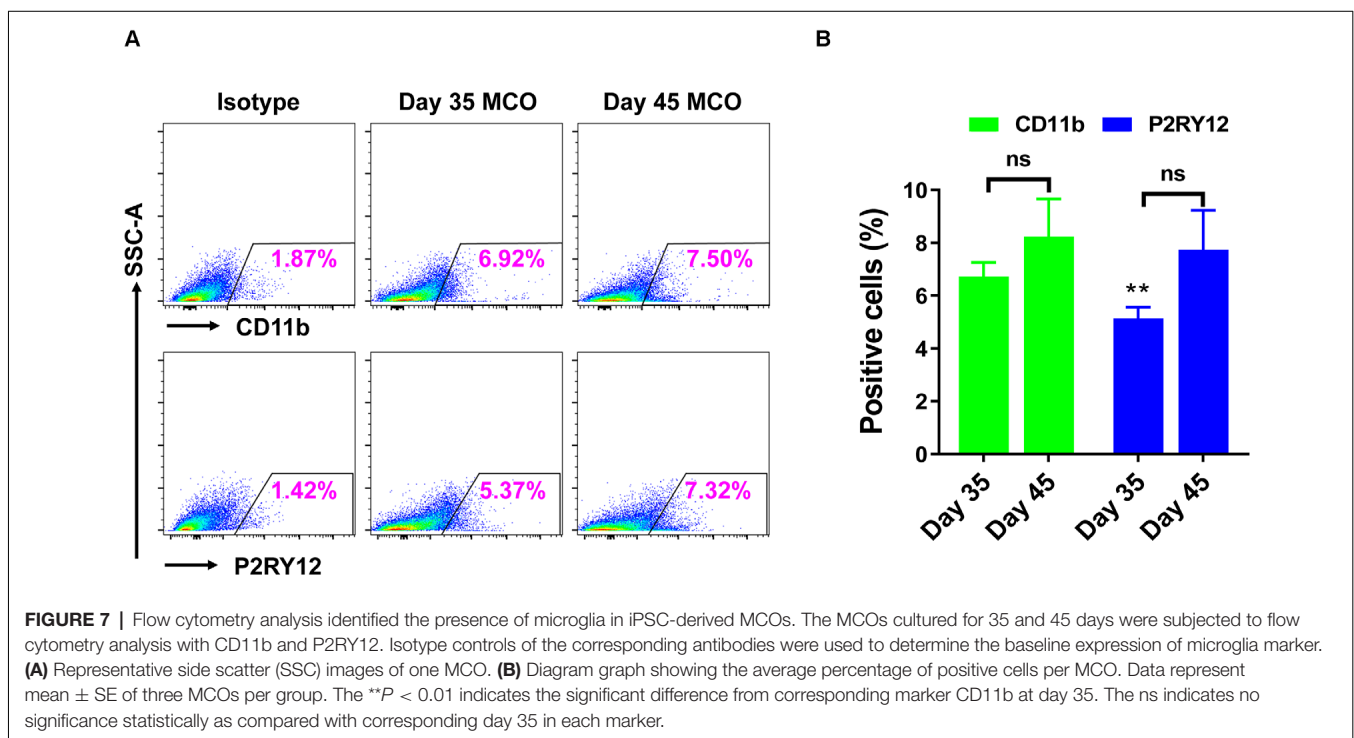 A
Isotype
Day 35 MCO
Day 45 MCO
SSC-A
1.87%
6.92%
7.50%
CD11b
1.42%
5.37%
7.32%
P2RY12
B
CD11b
P2RY12
ns
ns
**
Positive cells (%)
10
8
6
4
2
0
Day 35
Day 45
Day 35
Day 45
FIGURE 7 | Flow cytometry analysis identified the presence of microglia in iPSC-derived MCOs. The MCOs cultured for 35 and 45 days were subjected to flow
cytometry analysis with CD11b and P2RY12. Isotype controls of the corresponding antibodies were used to determine the baseline expression of microglia marker.
(A) Representative side scatter (SSC) images of one MCO. (B) Diagram graph showing the average percentage of positive cells per MCO. Data represent
mean ± SE of three MCOs per group. The **P < 0.01 indicates the significant difference from corresponding marker CD11b at day 35. The ns indicates no
significance statistically as compared with corresponding day 35 in each marker.